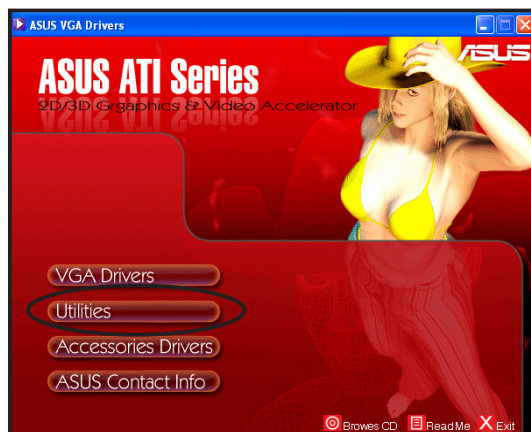 ASUS VGA Drivers
ASUS
ASUS ATI Series
2D/3D Grgaphics & Video Accelerator
VGA Drivers
Utilities
Accessories Drivers
ASUS Contact Info
Browes CD ReadMe Exit